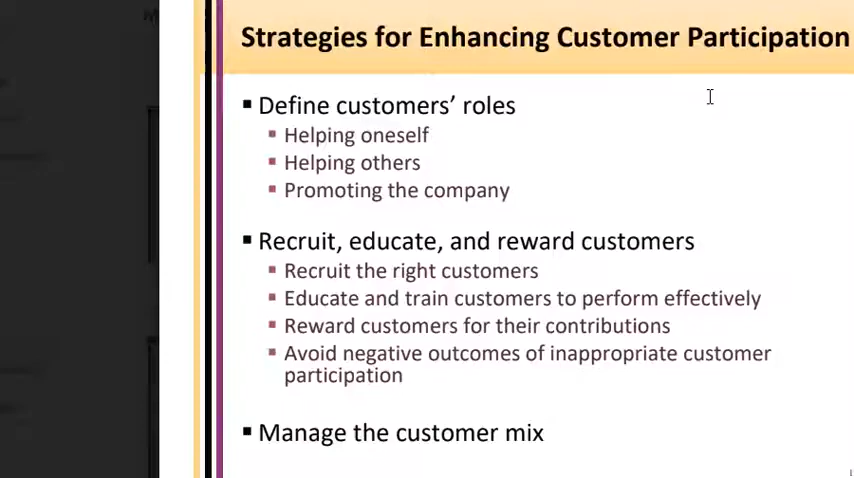 Strategies for Enhancing Customer Participation
Define customers’ roles
Helping oneself
Helping others
Promoting the company
Recruit, educate, and reward customers
Recruit the right customers
Educate and train customers to perform effectively
Reward customers for their contributions
Avoid negative outcomes of inappropriate customer
participation
Manage the customer mix